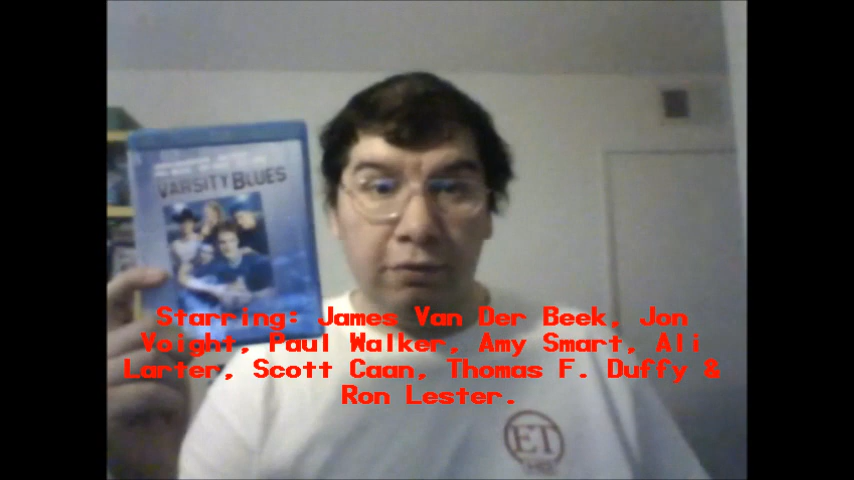 VARSITY BLUES
Starring: James Van Der Beek, Jon
Voight, Paul Walker, Amy Smart, Ali
Larter, Scott Caan, Thomas F. Duffy &
Ron Lester.
ET